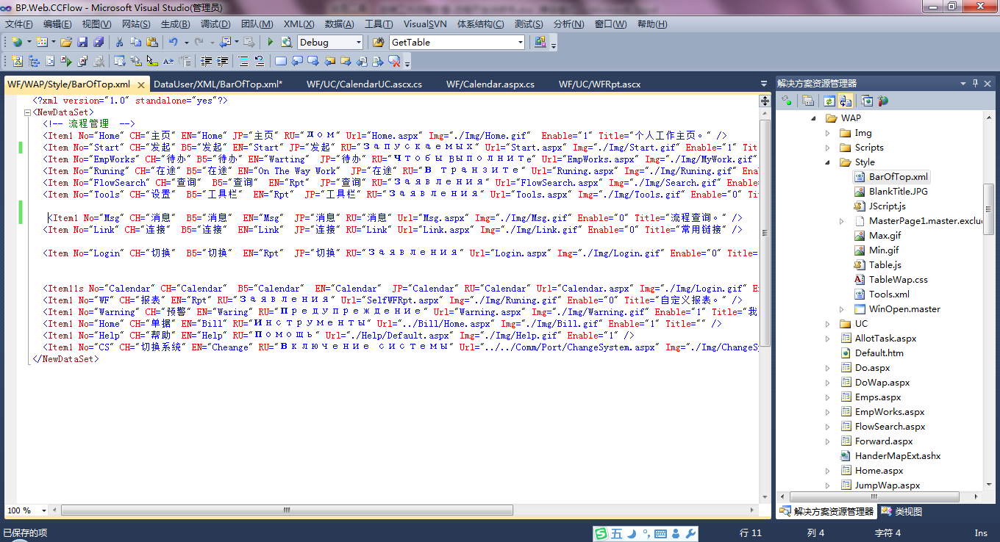 BP.Web.CCFlow - Microsoft Visual Studio(管理员)
文件(F) 编辑(E) 视图(V) 网站(S) 生成(B) 调试(D) 团队(M) XML(X) 数据(A) 工具(T) VisualSVN 体系结构(C) 测试(S) 分析(N) 窗口(W) 帮助(H)
Debug GetTable
WF/WAP/Style/BarOfTop.xml DataUser/XML/BarOfTop.xml* WF/UC/CalendarUC.ascx.cs WF/Calendar.aspx.cs WF/UC/WFRpt.ascx
<?xml version="1.0" standalone="yes"?>
<NewDataSet>
<!-- 流程管理 -->
<Item1 No="Home" CH="主页" EN="Home" JP="主页" RU="Дом" Url="Home.aspx" Img="./Img/Home.gif" Enable="1" Title="个人工作主页。" />
<Item No="Start" CH="发起" B5="发起" EN="Start" JP="发起" RU="Запускаемых" Url="Start.aspx" Img="./Img/Start.gif" Enable="1" Tit
<Item No="EmpWorks" CH="待办" B5="待办" EN="Warting" JP="待办" RU="Чтобы выполнитe" Url="EmpWorks.aspx" Img="./Img/MyWork.gif"
<Item No="Runing" CH="在途" B5="在途" EN="On The Way Work" JP="在途" RU="В транзите" Url="Runing.aspx" Img="./Img/Runing.gif" Ena
<Item No="FlowSearch" CH="查询" B5="查询" EN="Rpt" JP="查询" RU="Заявления" Url="FlowSearch.aspx" Img="./Img/Search.gif" Enable=
<Item No="Tools" CH="设置" B5="工具栏" EN="Rpt" JP="工具栏" RU="Заявления" Url="Tools.aspx" Img="./Img/Tools.gif" Enable="0" Ti
<Item1 No="Msg" CH="消息" B5="消息" EN="Msg" JP="消息" RU="消息" Url="Msg.aspx" Img="./Img/Msg.gif" Enable="0" Title="流程查询。" />
<Item No="Link" CH="连接" B5="连接" EN="Link" JP="连接" RU="Link" Url="Link.aspx" Img="./Img/Link.gif" Enable="0" Title="常用链接" />
<Item No="Login" CH="切换" B5="切换" EN="Rpt" JP="切换" RU="Заявления" Url="Login.aspx" Img="./Img/Login.gif" Enable="0" Title=
<Item11s No="Calendar" CH="Calendar" B5="Calendar" EN="Calendar" JP="Calendar" RU="Calendar" Url="Calendar.aspx" Img="./Img/Login.gif" En
<Item1 No="WF" CH="报表" EN="Rpt" RU="Заявления" Url="SelfWFRpt.aspx" Img="./Img/Runing.gif" Enable="0" Title="自定义报表。" />
<Item1 No="Warning" CH="预警" EN="Waring" RU="Предупреждение" Url="Warning.aspx" Img="./Img/Warning.gif" Enable="1" Title="我
<Item1 No="Home" CH="单据" EN="Bill" RU="Инструменты" Url="../Bill/Home.aspx" Img="./Img/Bill.gif" Enable="1" Title="" />
<Item1 No="Help" CH="帮助" EN="Help" RU="Помощь" Url="./Help/Default.aspx" Img="./Img/Help.gif" Enable="1" />
<Item1 No="CS" CH="切换系统" EN="Cheange" RU="Включение системы" Url="../../Comm/Port/ChangeSystem.aspx" Img="./Img/ChangeSy
</NewDataSet>
100 %
解决方案资源管理器
WAP
Img
Scripts
Style
BarOfTop.xml
BlankTitle.JPG
JScript.js
MasterPage1.master.exclu
Max.gif
Min.gif
Table.js
TableWap.css
Tools.xml
WinOpen.master
UC
AllotTask.aspx
Default.htm
Do.aspx
DoWap.aspx
Emps.aspx
EmpWorks.aspx
FlowSearch.aspx
Forward.aspx
HanderMapExt.ashx
Home.aspx
JumpWap.aspx
解决方案资源管理器 类视图
已保存的项 五 行 11 列 4 字符 4 Ins